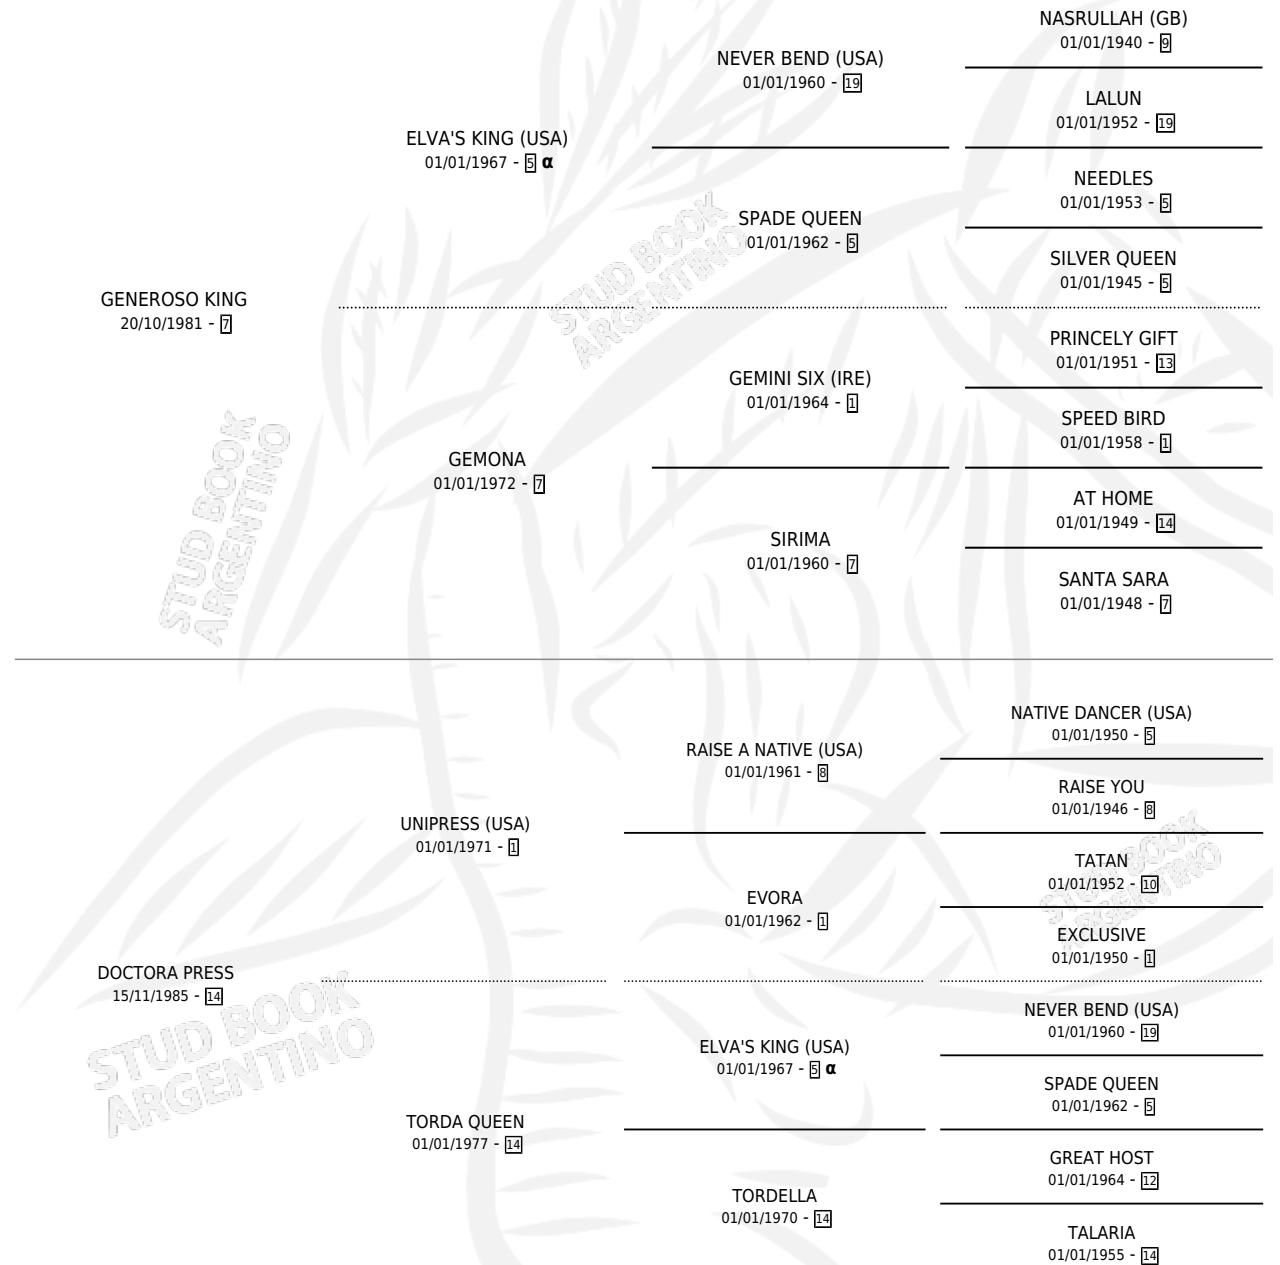 NASRULLAH (GB)
01/01/1940 - 9
NEVER BEND (USA)
01/01/1960 - 19
LALUN
01/01/1952 - 19
ELVA'S KING (USA)
01/01/1967 - 5 α
NEEDLES
01/01/1953 - 5
SPADE QUEEN
01/01/1962 - 5
SILVER QUEEN
01/01/1945 - 5
GENEROSO KING
20/10/1981 - 7
PRINCELY GIFT
01/01/1951 - 13
GEMINI SIX (IRE)
01/01/1964 - 1
SPEED BIRD
01/01/1958 - 1
GEMONA
01/01/1972 - 7
AT HOME
01/01/1949 - 14
SIRIMA
01/01/1960 - 7
SANTA SARA
01/01/1948 - 7
STUD BOOK
ARGENTINO
STUD BOOK
ARGENTINO
NATIVE DANCER (USA)
01/01/1950 - 5
RAISE A NATIVE (USA)
01/01/1961 - 8
RAISE YOU
01/01/1946 - 8
UNIPRESS (USA)
01/01/1971 - 1
TATAN
01/01/1952 - 10
EVORA
01/01/1962 - 1
EXCLUSIVE
01/01/1950 - 1
DOCTORA PRESS
15/11/1985 - 14
NEVER BEND (USA)
01/01/1960 - 19
ELVA'S KING (USA)
01/01/1967 - 5 α
SPADE QUEEN
01/01/1962 - 5
TORDA QUEEN
01/01/1977 - 14
GREAT HOST
01/01/1964 - 12
TORDELLA
01/01/1970 - 14
TALARIA
01/01/1955 - 14
STUD BOOK
ARGENTINO
STUD BOOK
ARGENTINO